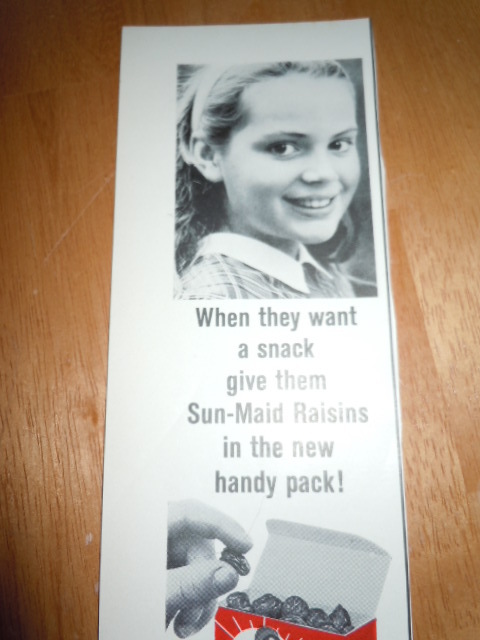 When they want
a snack
give them
Sun-Maid Raisins
in the new
handy pack!